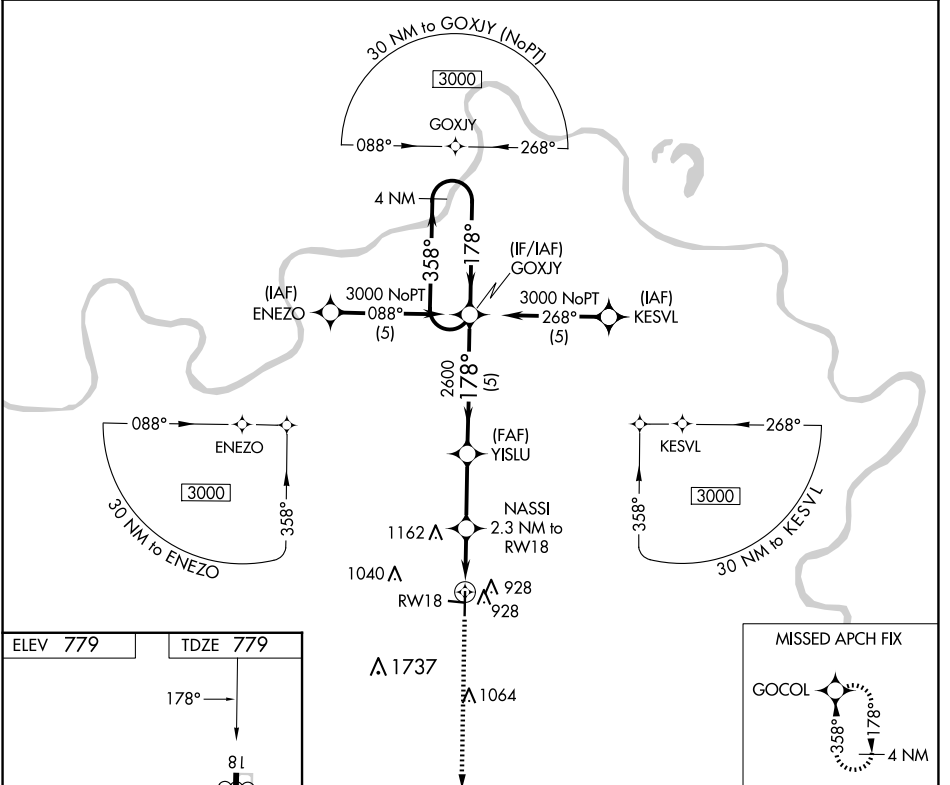 30 NM to GOXJY (NoPT)
3000
GOXJY
088°
268°
4 NM
358°
178°
(IF/IAF)
GOXJY
(IAF)
ENEZO
3000 NoPT
088°
(5)
3000 NoPT
268°
(5)
(IAF)
KESVL
2600
178°
(5)
088°
ENEZO
3000
358°
30 NM to ENEZO
KESVL
268°
3000
358°
30 NM to KESVL
(FAF)
YISLU
NASSI
2.3 NM to
RW18
1162
1040
RW18
928
928
1737
1064
ELEV 779
TDZE 779
178°
18
MISSED APCH FIX
GOCOL
358°
178°
4 NM